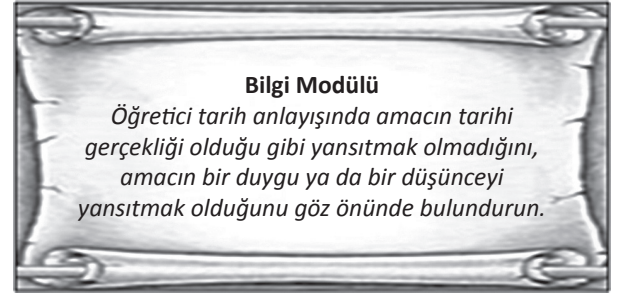 Bilgi Modülü
Öğretici tarih anlayışında amacın tarihi
gerçekliği olduğu gibi yansıtmak olmadığını,
amacın bir duygu ya da bir düşünceyi
yansıtmak olduğunu göz önünde bulundurun.